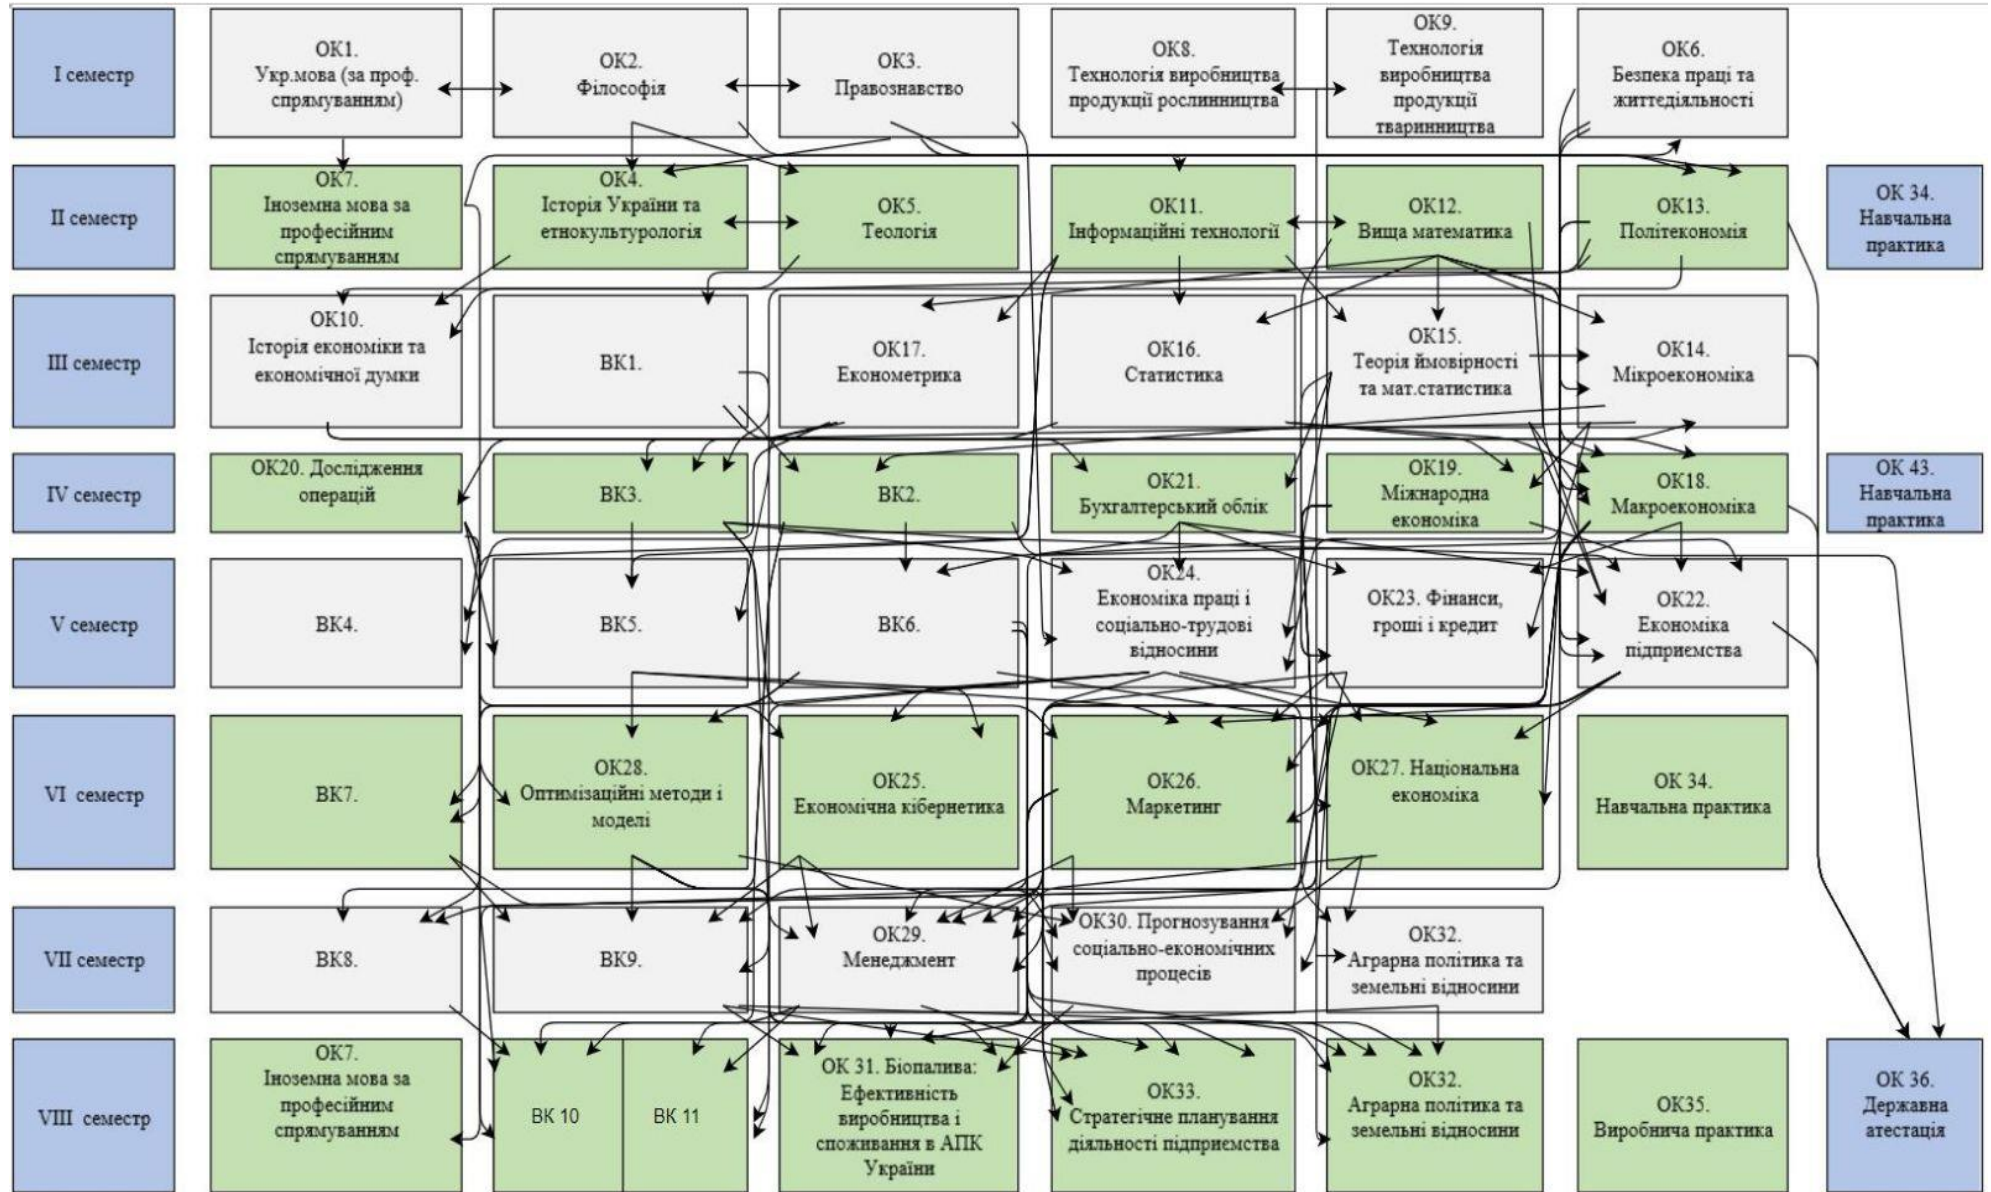 I семестр
ОК1.
Укр.мова (за проф.
спрямуванням)
ОК2.
Філософія
ОК3.
Правознавство
ОК8.
Технологія виробництва
продукції рослинництва
ОК9.
Технологія
виробництва
продукції
тваринництва
ОК6.
Безпека праці та
життєдіяльності
II семестр
ОК7.
Іноземна мова за
професійним
спрямуванням
ОК4.
Історія України та
етнокультурологія
ОК5.
Теологія
ОК11.
Інформаційні технології
ОК12.
Вища математика
ОК13.
Політекономія
ОК 34.
Навчальна
практика
III семестр
ОК10.
Історія економіки та
економічної думки
ВК1.
ОК17.
Економетрика
ОК16.
Статистика
ОК15.
Теорія ймовірності
та мат.статистика
ОК14.
Мікроекономіка
IV семестр
ОК20. Дослідження
операцій
ВК3.
ВК2.
ОК21.
Бухгалтерський облік
ОК19.
Міжнародна
економіка
ОК18.
Макроекономіка
ОК 43.
Навчальна
практика
V семестр
ВК4.
ВК5.
ВК6.
ОК24.
Економіка праці і
соціально-трудові
відносини
ОК23. Фінанси,
гроші і кредит
ОК22.
Економіка
підприємства
VI семестр
ВК7.
ОК28.
Оптимізаційні методи і
моделі
ОК25.
Економічна кібернетика
ОК26.
Маркетинг
ОК27. Національна
економіка
ОК 34.
Навчальна практика
VII семестр
ВК8.
ВК9.
ОК29.
Менеджмент
ОК30. Прогнозування
соціально-економічних
процесів
ОК32.
Аграрна політика та
земельні відносини
VIII семестр
ОК7.
Іноземна мова за
професійним
спрямуванням
ВК 10
ВК 11
ОК 31. Біопалива:
Ефективність
виробництва і
споживання в АПК
України
ОК33.
Стратегічне планування
діяльності підприємства
ОК32.
Аграрна політика та
земельні відносини
ОК35.
Виробнича практика
ОК 36.
Державна
атестація